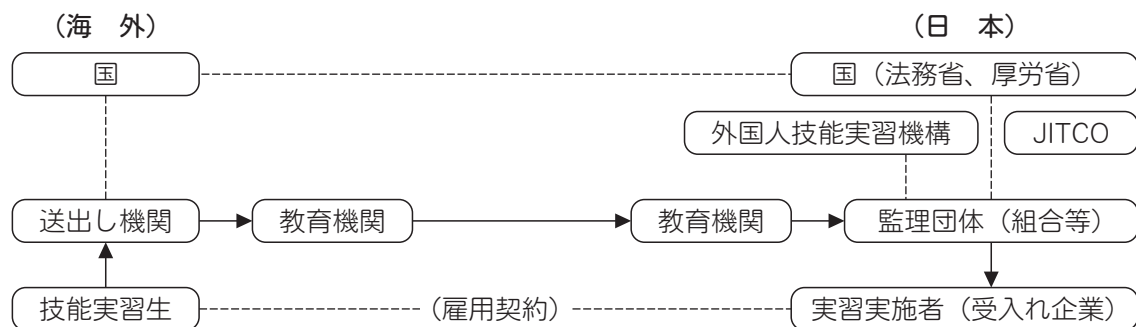 (海　外)
(日　本)
国
国（法務省、厚労省）
外国人技能実習機構
JITCO
送出し機関
教育機関
教育機関
監理団体（組合等）
技能実習生
（雇用契約）
実習実施者（受入れ企業）